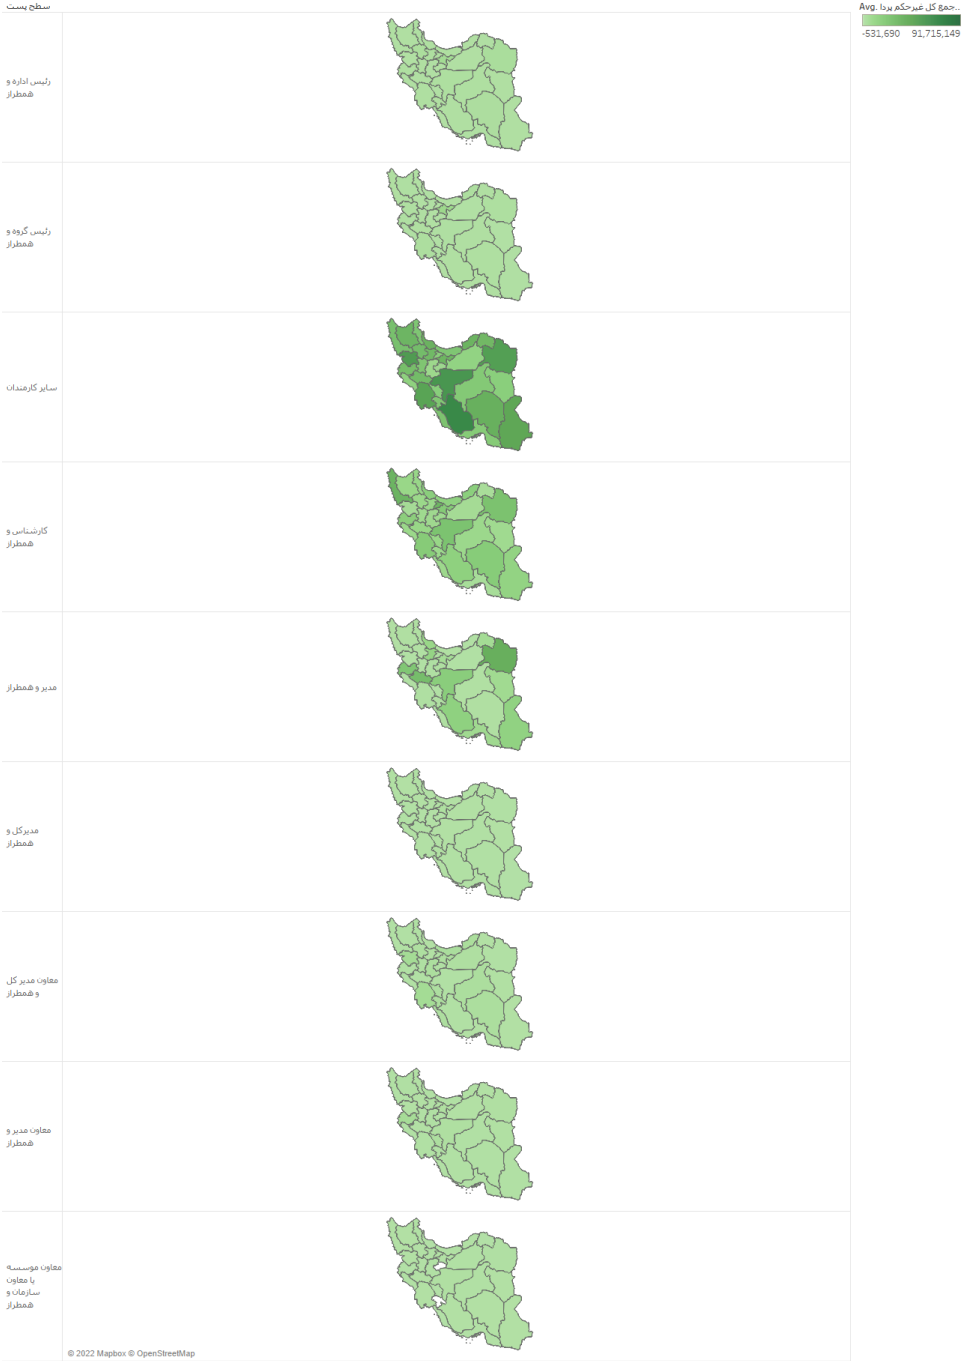 سطح پست
Avg. جمع کل غیرحکم پردا..
-531,690 91,715,149
رئیس اداره و
همطراز
رئیس گروه و
همطراز
سایر کارمندان
کارشناس و
همطراز
مدیر و همطراز
مدیرکل و
همطراز
معاون مدیر کل
و همطراز
معاون مدیر و
همطراز
معاون موسسه
یا معاون
سازمان و
همطراز
© 2022 Mapbox © OpenStreetMap